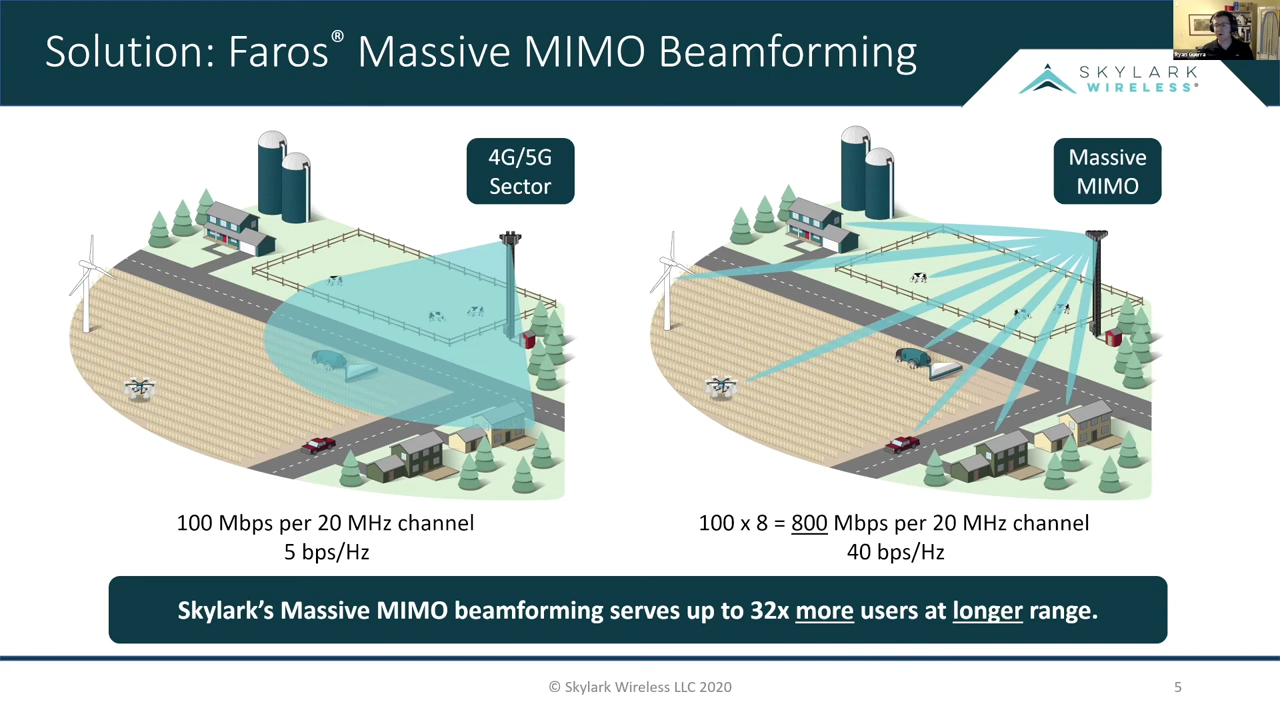 Solution: Faros® Massive MIMO Beamforming
Ryan Guerra
SKYLARK
WIRELESS®
4G/5G
Sector
Massive
MIMO
100 Mbps per 20 MHz channel
5 bps/Hz
100 x 8 = 800 Mbps per 20 MHz channel
40 bps/Hz
Skylark’s Massive MIMO beamforming serves up to 32x more users at longer range.
© Skylark Wireless LLC 2020
5